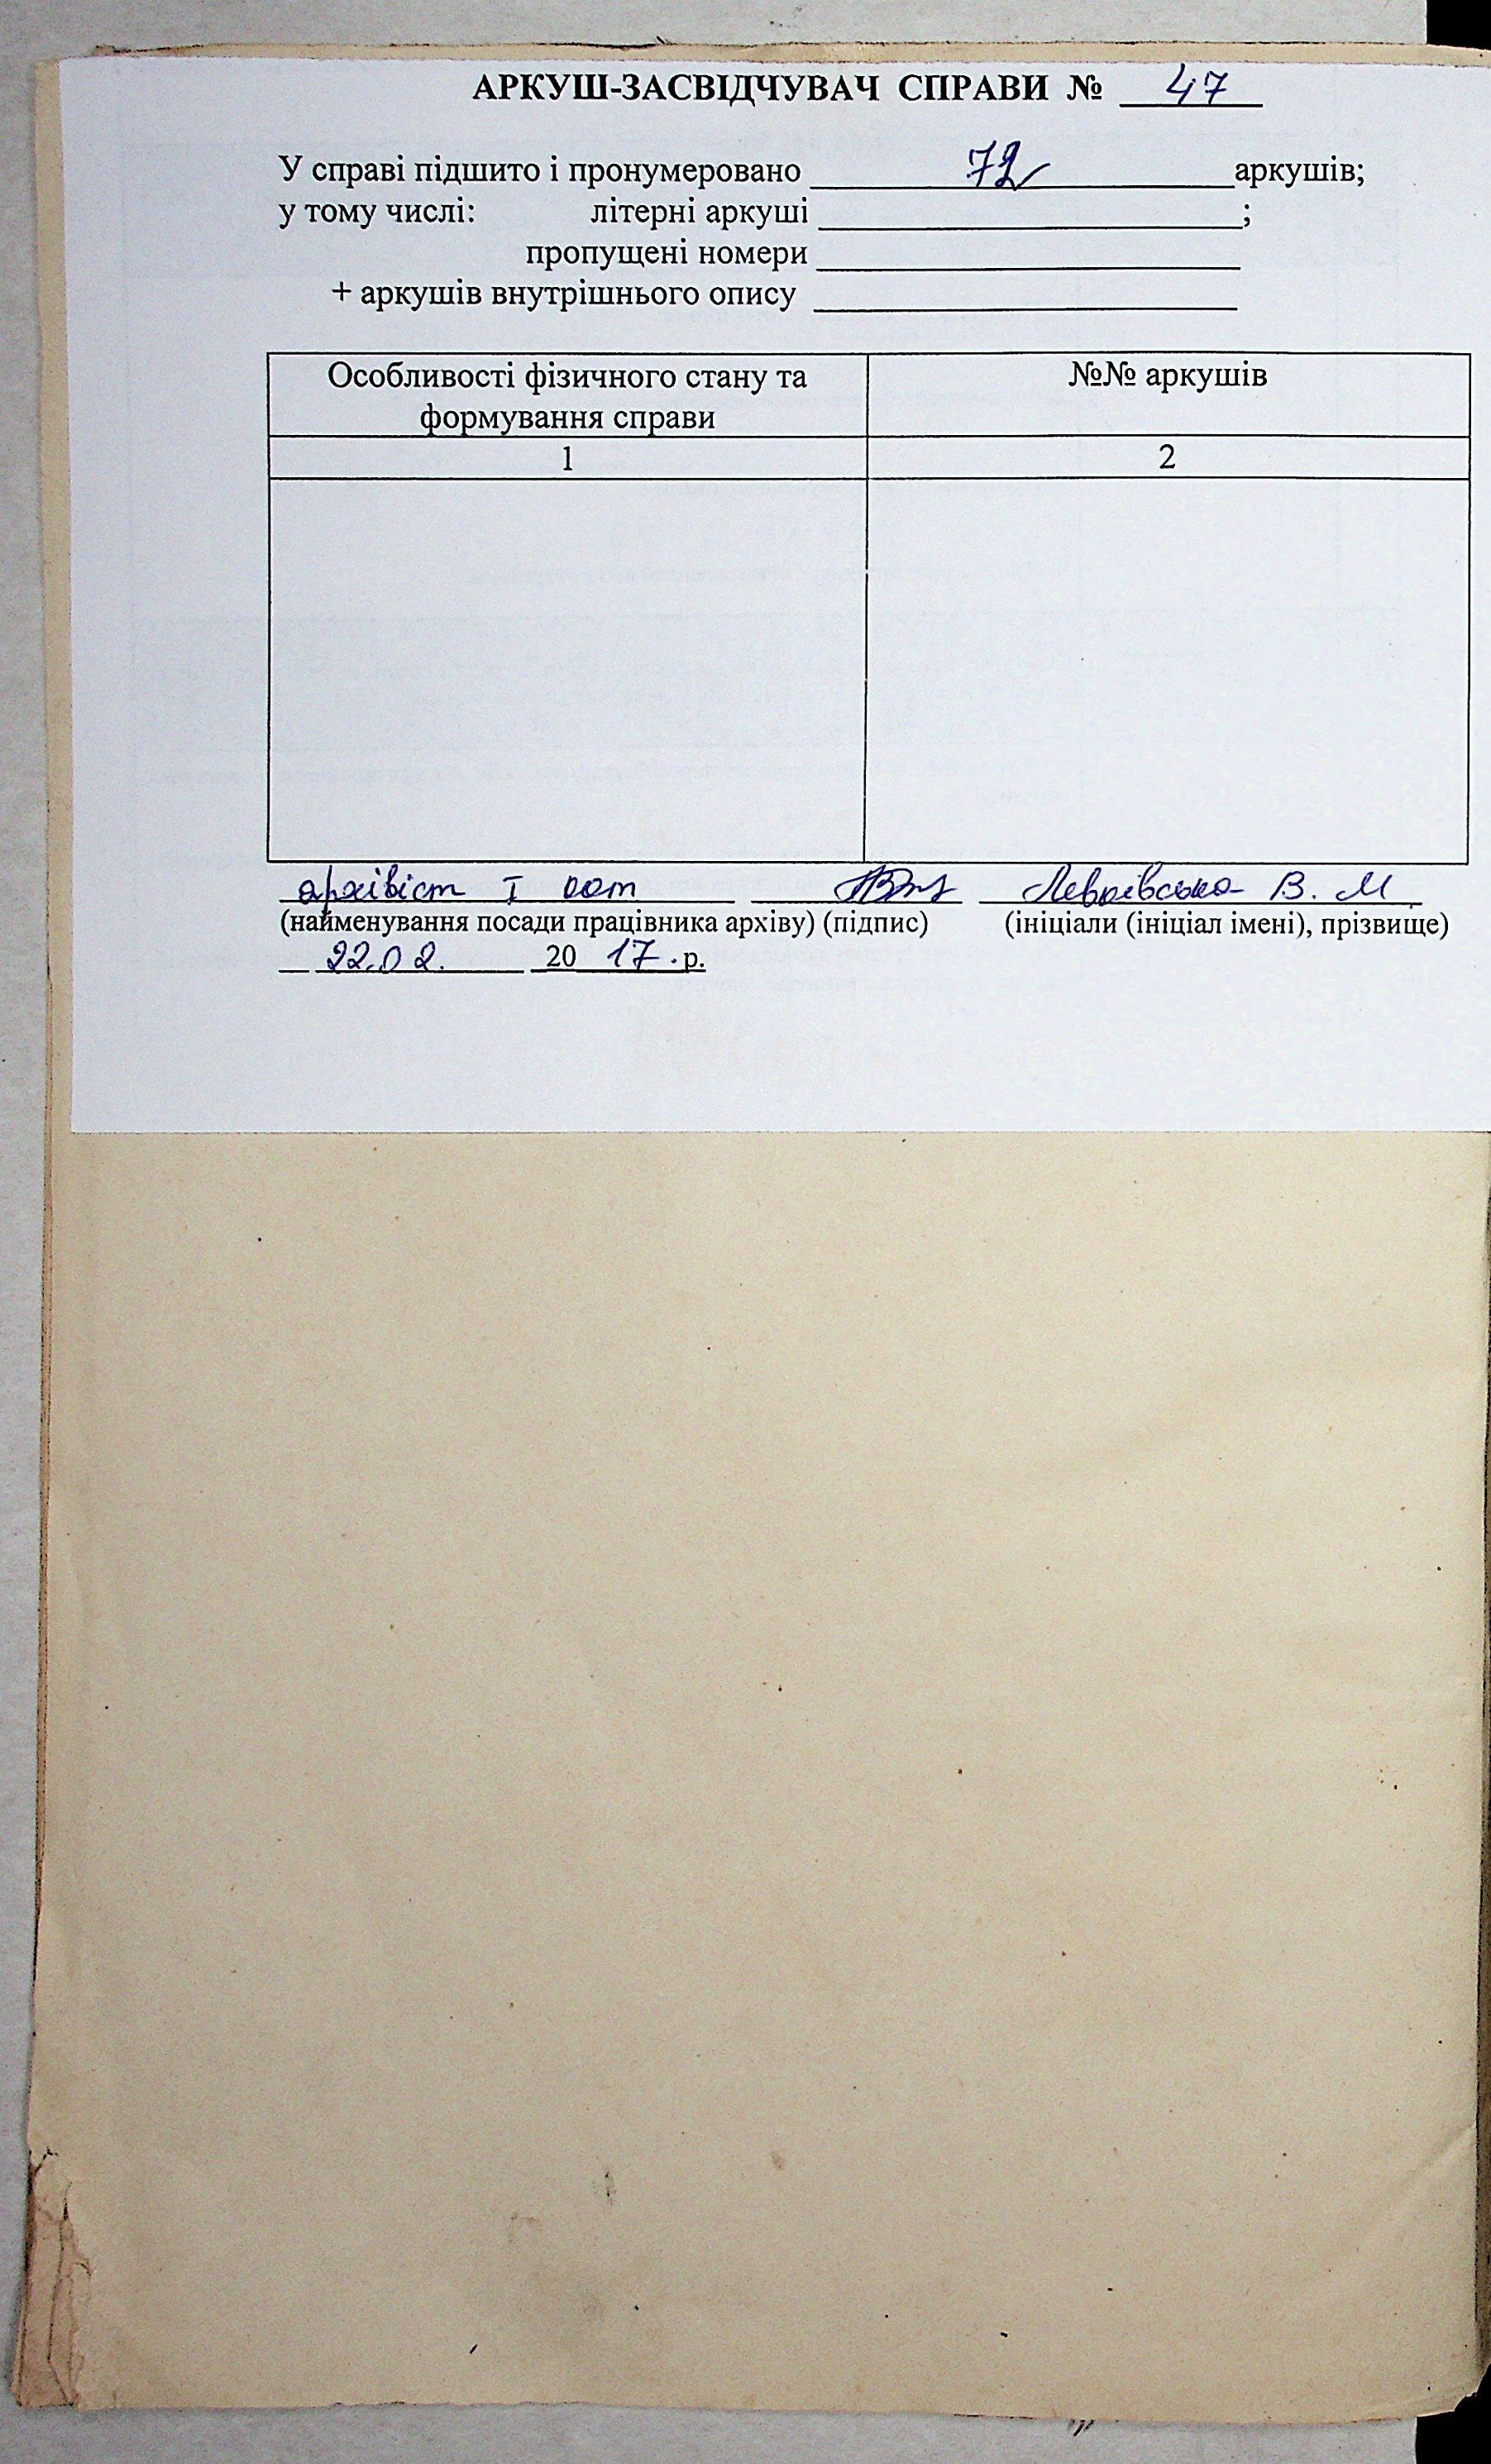 АРКУШ-ЗАСВІДЧУВАЧ СПРАВИ № 47
У справі підшито і пронумеровано 72 аркушів;
у тому числі: літерні аркуші ;
пропущені номери
+ аркушів внутрішнього опису
Особливості фізичного стану та №№ аркушів
формування справи
1 2
архівіст І кат В. М
(найменування посади працівника архіву) (підпис) (ініціали (ініціал імені), прізвище)
22.02. 20 17.р.